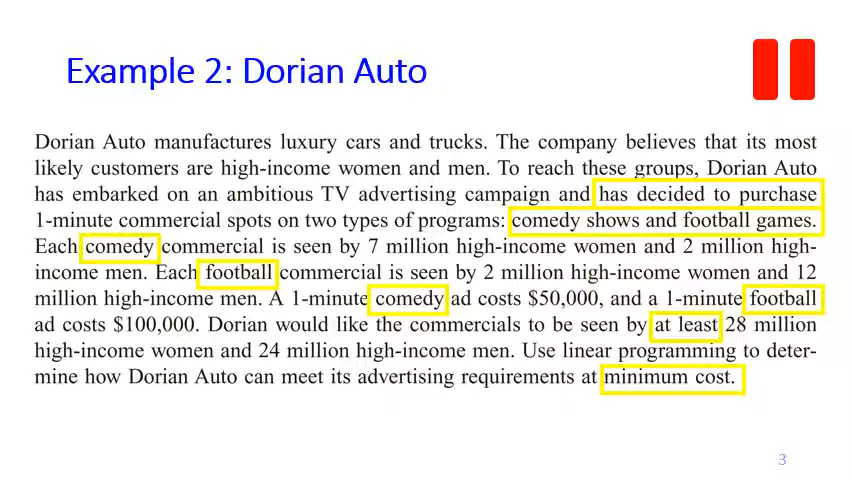 Example 2: Dorian Auto
Dorian Auto manufactures luxury cars and trucks. The company believes that its most
likely customers are high-income women and men. To reach these groups, Dorian Auto
has embarked on an ambitious TV advertising campaign and has decided to purchase
1-minute commercial spots on two types of programs: comedy shows and football games.
Each comedy commercial is seen by 7 million high-income women and 2 million high-
income men. Each football commercial is seen by 2 million high-income women and 12
million high-income men. A 1-minute comedy ad costs $50,000, and a 1-minute football
ad costs $100,000. Dorian would like the commercials to be seen by at least 28 million
high-income women and 24 million high-income men. Use linear programming to deter-
mine how Dorian Auto can meet its advertising requirements at minimum cost.
3